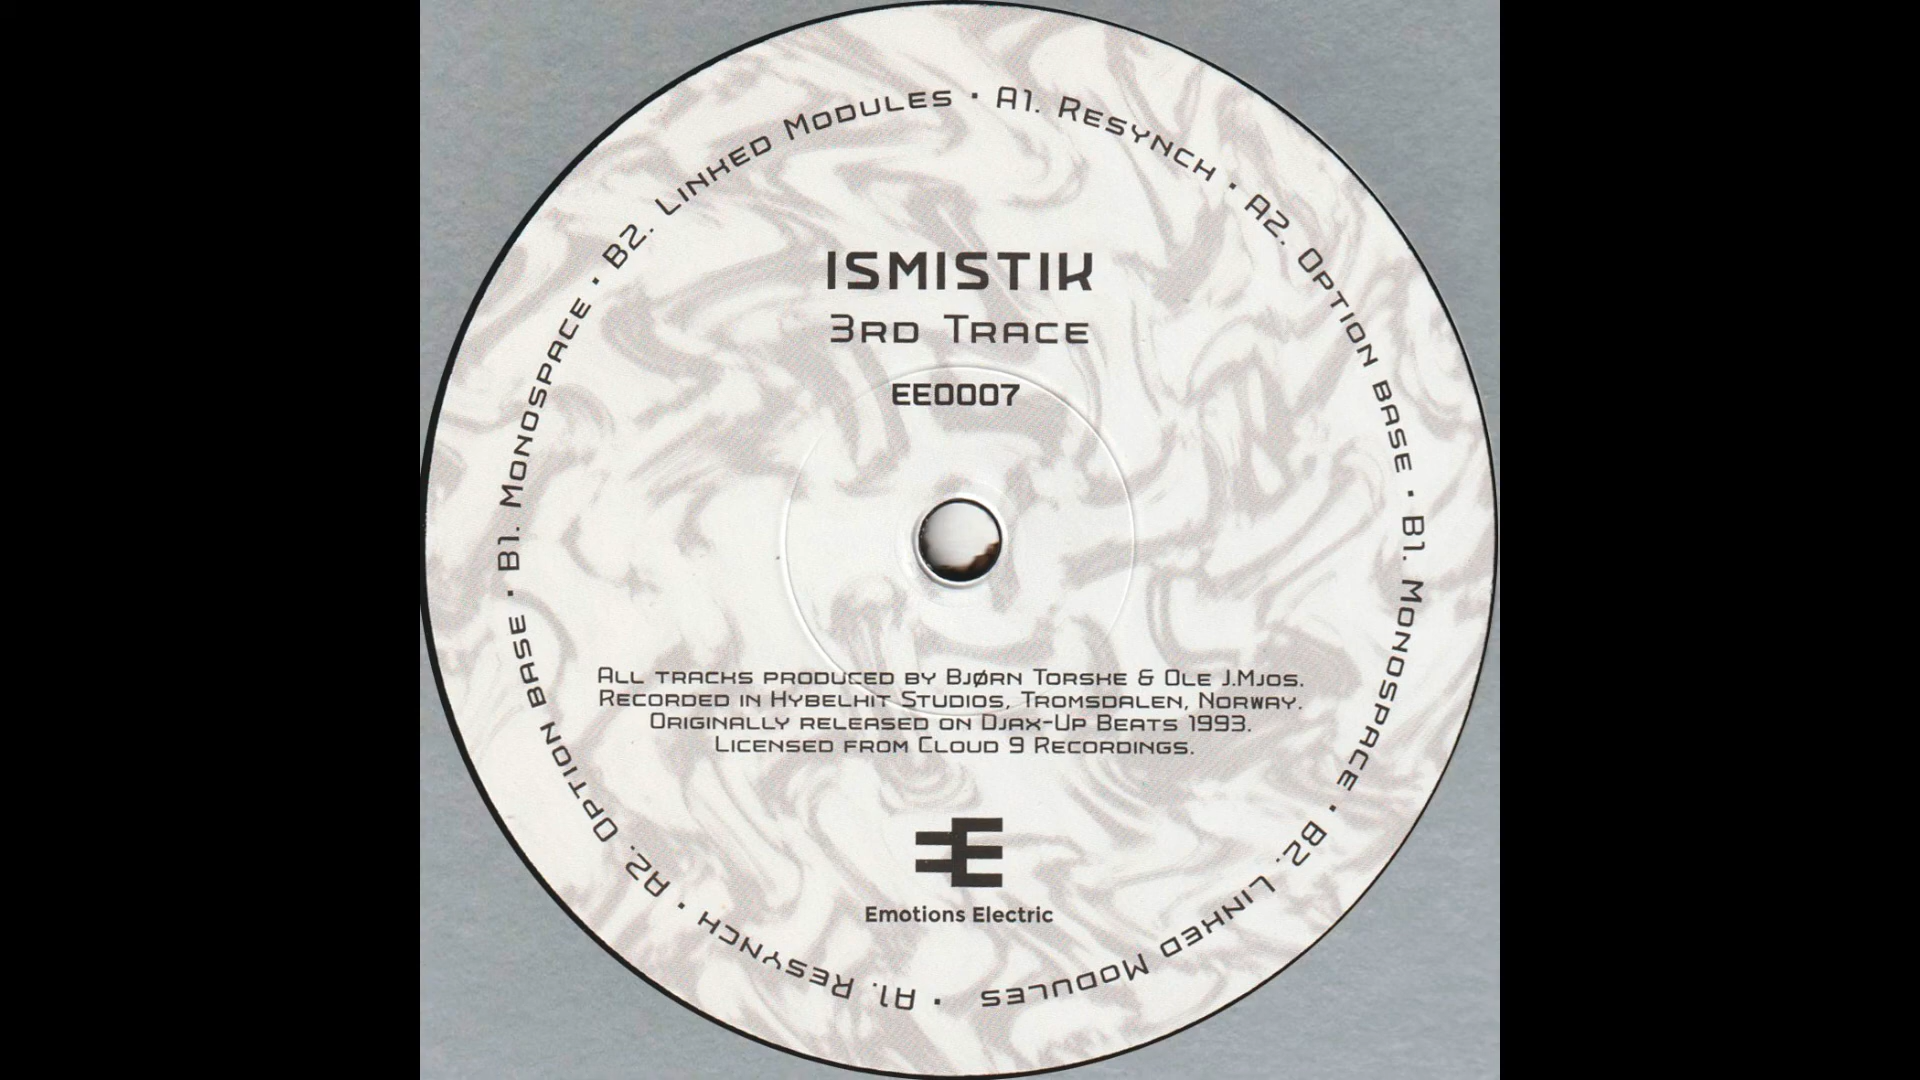 B2. Linked Modules · A1. Resynch · A2. Option base · B1. Monospace · B2. Linked Modules · A1. Resynch · A2. Option base · B1. Monospace ·
ISMISTIK
3rd Trace
EE0007
All tracks produced by Bjørn Torske & Ole J.Mjos.
Recorded in Hybelhit Studios, Tromsdalen, Norway.
Originally released on Djax-Up Beats 1993.
Licensed from Cloud 9 Recordings.
Emotions Electric